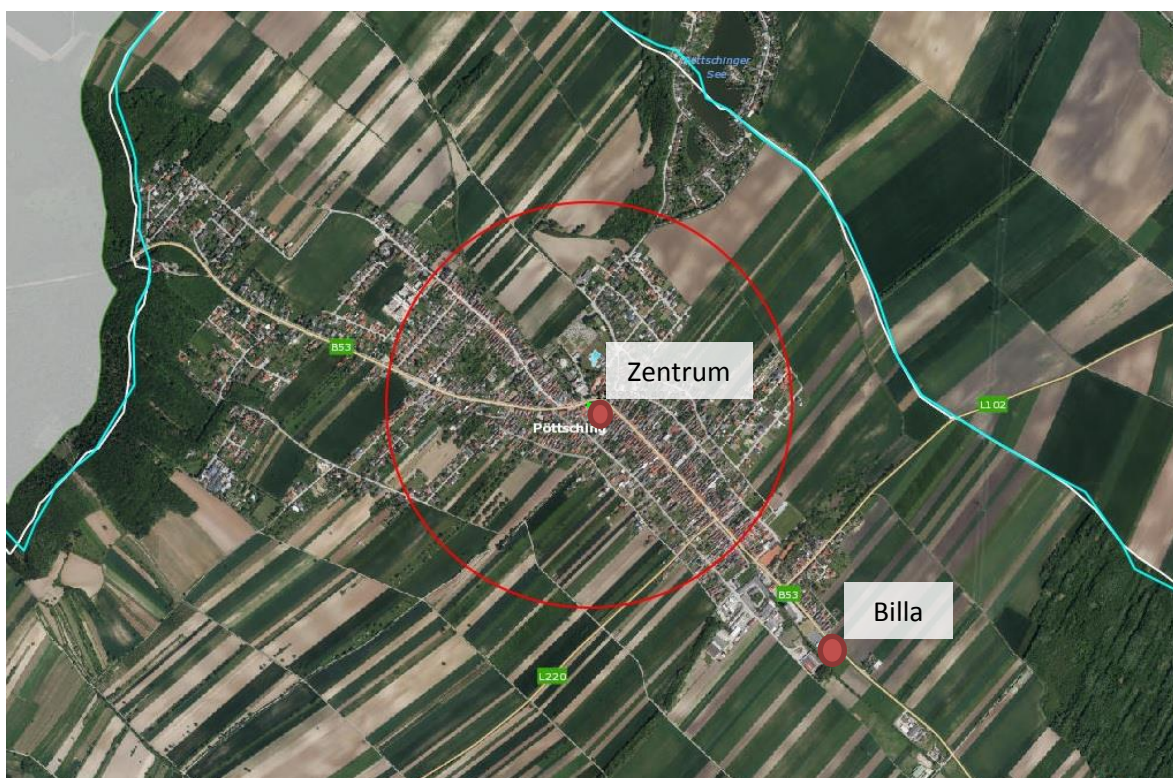 Pöttschinger
See
B53
Zentrum
L102
Pöttsching
B53
Billa
L220